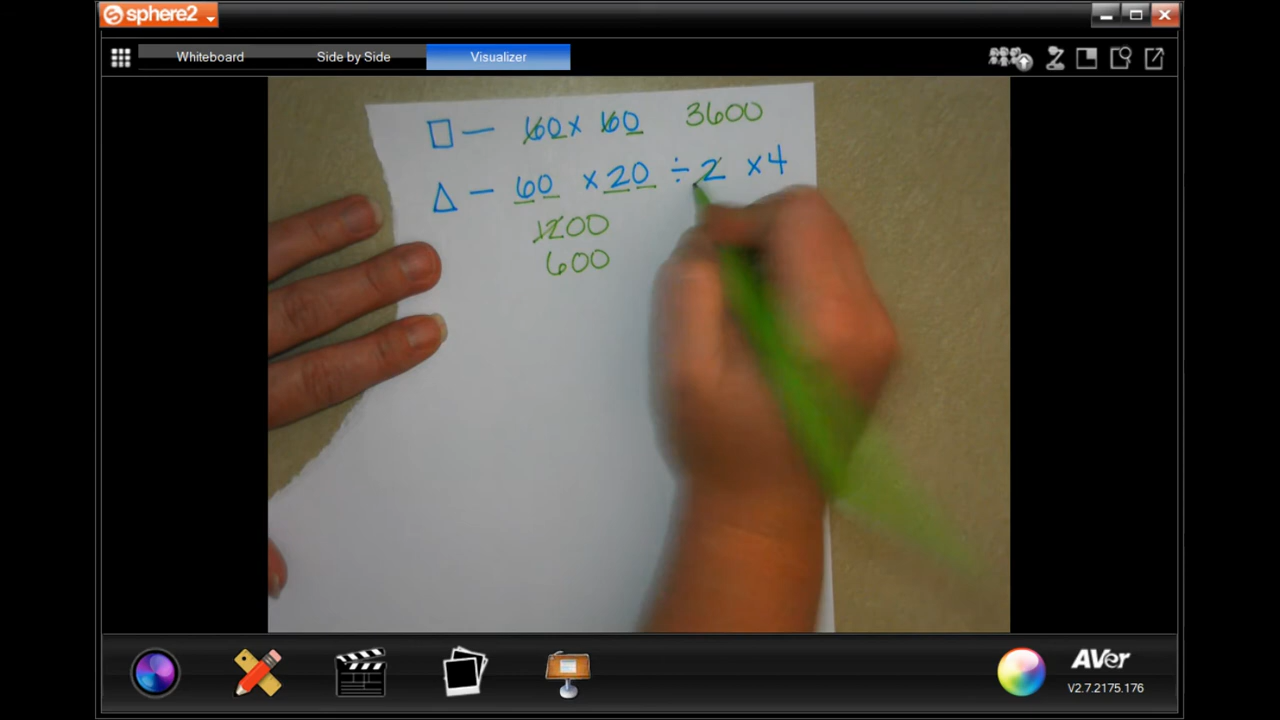 sphere2
Whiteboard Side by Side Visualizer
□ — 60 x 60 3600
△ — 60 x 20 ÷ 2 x 4
1200
600
AVer
V2.7.2175.176